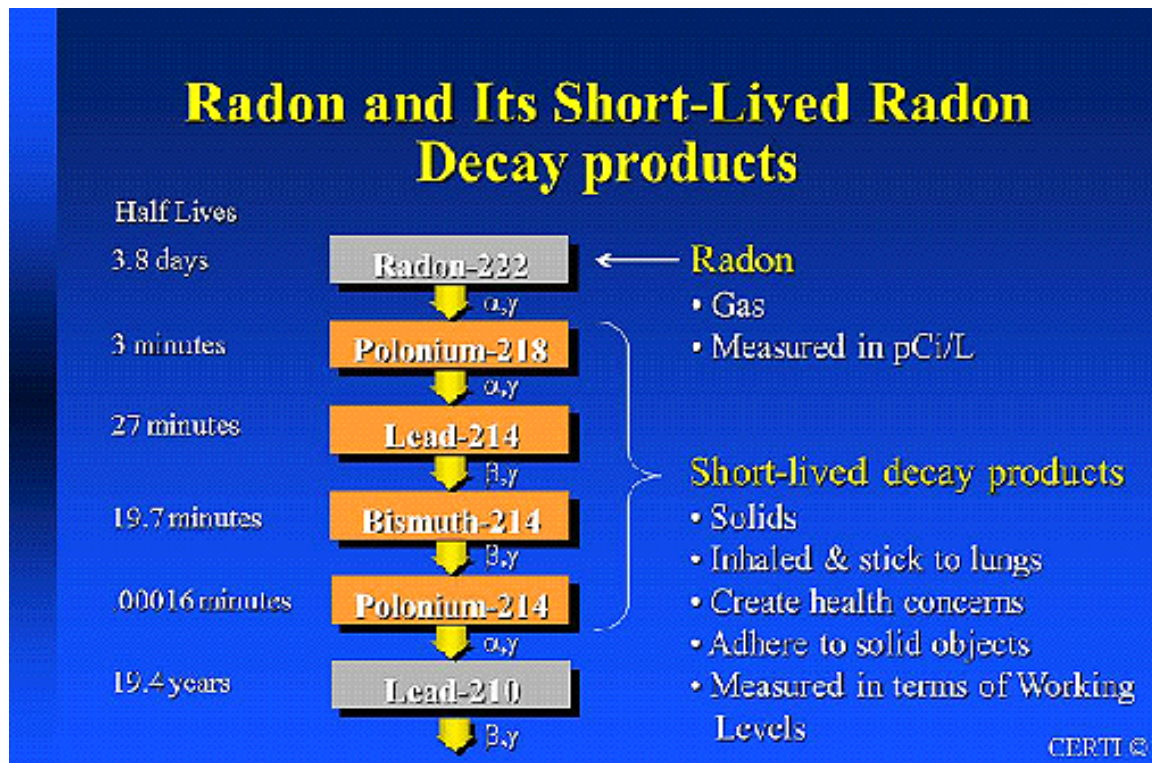 Radon and Its Short-Lived Radon
Decay products
Half Lives
3.8 days
Radon-222
α,γ
3 minutes
Polonium-218
α,γ
27 minutes
Lead-214
β,γ
19.7 minutes
Bismuth-214
β,γ
.00016 minutes
Polonium-214
α,γ
19.4 years
Lead-210
β,γ
Radon
• Gas
• Measured in pCi/L
Short-lived decay products
• Solids
• Inhaled & stick to lungs
• Create health concerns
• Adhere to solid objects
• Measured in terms of Working
Levels
CERTI ©